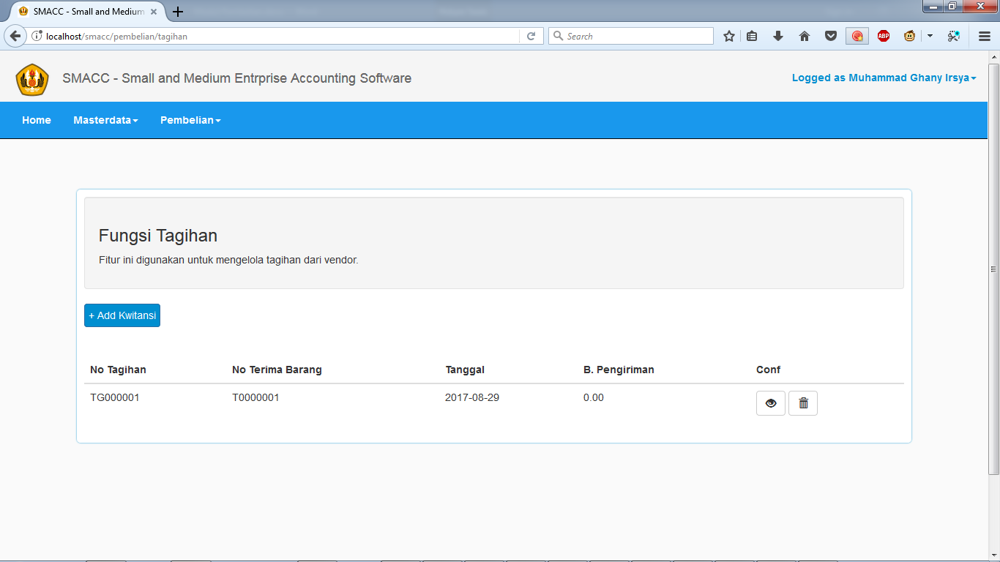 SMACC - Small and Medium
localhost/smacc/pembelian/tagihan
Search
ABP
SMACC - Small and Medium Entrprise Accounting Software
Logged as Muhammad Ghany Irsya
Home Masterdata Pembelian
Fungsi Tagihan
Fitur ini digunakan untuk mengelola tagihan dari vendor.
+ Add Kwitansi
No Tagihan No Terima Barang Tanggal B. Pengiriman Conf
TG000001 T0000001 2017-08-29 0.00